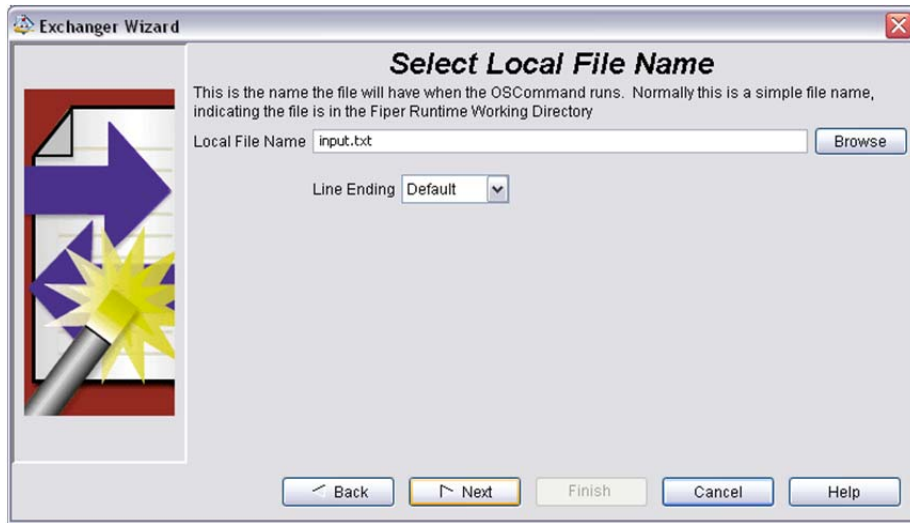 Exchanger Wizard
Select Local File Name
This is the name the file will have when the OSCommand runs. Normally this is a simple file name,
indicating the file is in the Fiper Runtime Working Directory
Local File Name input.txt Browse
Line Ending Default
Back Next Finish Cancel Help